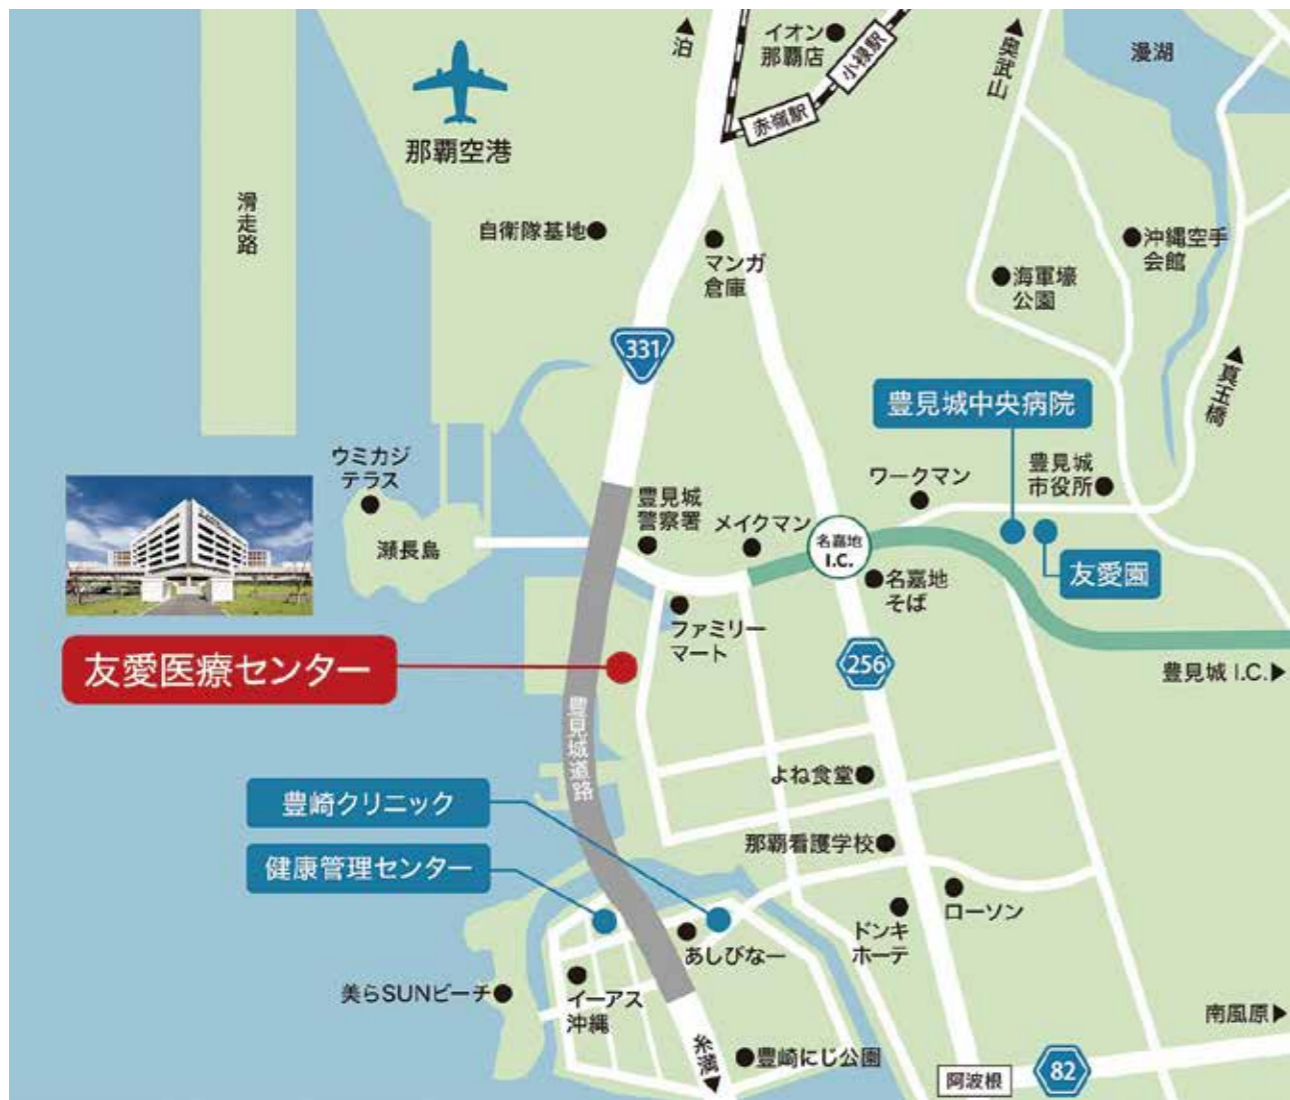 泊
イオン
那覇店
小禄駅
赤嶺駅
奥武山
漫湖
那覇空港
滑走路
自衛隊基地
マンガ
倉庫
沖縄空手
会館
海軍壕
公園
331
真玉橋
豊見城中央病院
ウミカジ
テラス
豊見城
警察署
メイクマン
ワークマン
豊見城
市役所
瀬長島
名嘉地
I.C.
名嘉地
そば
友愛園
ファミリー
マート
友愛医療センター
256
豊見城 I.C.
豊見城道路
よね食堂
豊崎クリニック
那覇看護学校
健康管理センター
ローソン
ドンキ
ホーテ
あしびなー
美らSUNビーチ
イーアス
沖縄
南風原
糸満
豊崎にじ公園
阿波根
82